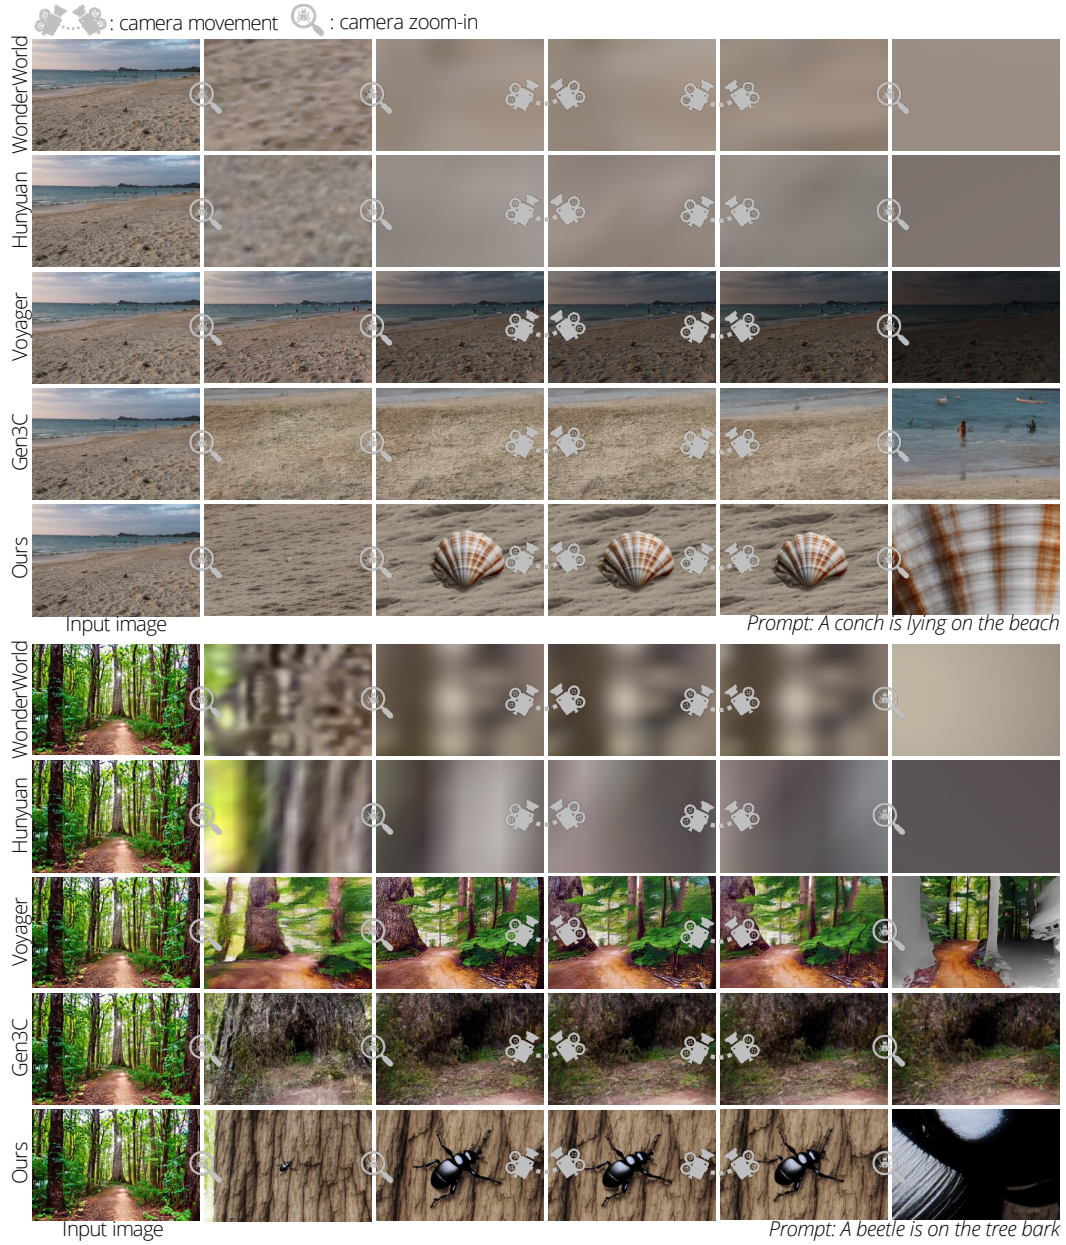 : camera movement : camera zoom-in
WonderWorld
Hunyuan
Voyager
Gen3C
Ours
Input image Prompt: A conch is lying on the beach
WonderWorld
Hunyuan
Voyager
Gen3C
Ours
Input image Prompt: A beetle is on the tree bark